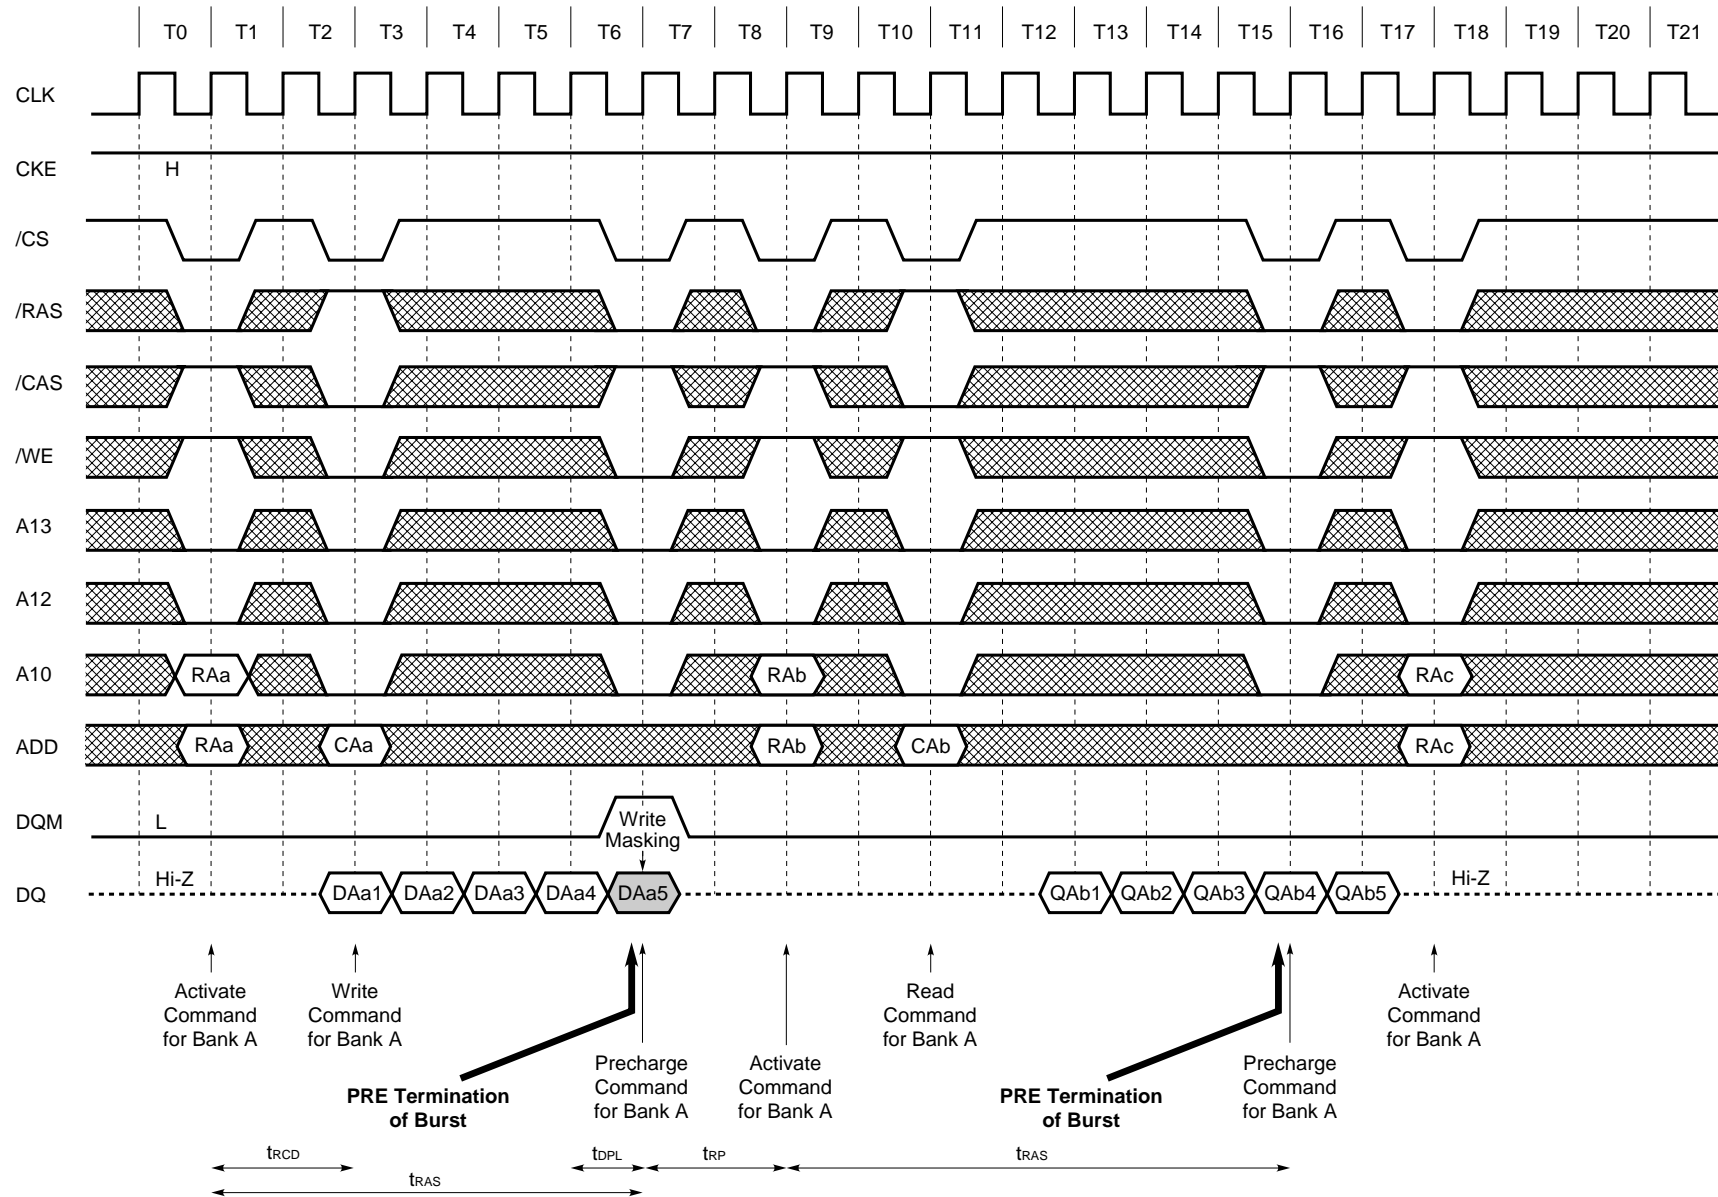 T0 T1 T2 T3 T4 T5 T6 T7 T8 T9 T10 T11 T12 T13 T14 T15 T16 T17 T18 T19 T20 T21
CLK
CKE H
/CS
/RAS
/CAS
/WE
A13
A12
A10 RAa RAb RAc
ADD RAa CAa RAb CAb RAc
DQM L Write
Masking
Hi-Z Hi-Z
DQ DAa1 DAa2 DAa3 DAa4 DAa5 QAb1 QAb2 QAb3 QAb4 QAb5
Activate
Command
for Bank A
Write
Command
for Bank A
PRE Termination
of Burst
Precharge
Command
for Bank A
Activate
Command
for Bank A
Read
Command
for Bank A
PRE Termination
of Burst
Precharge
Command
for Bank A
Activate
Command
for Bank A
tRCD tDPL tRP tRAS
tRAS